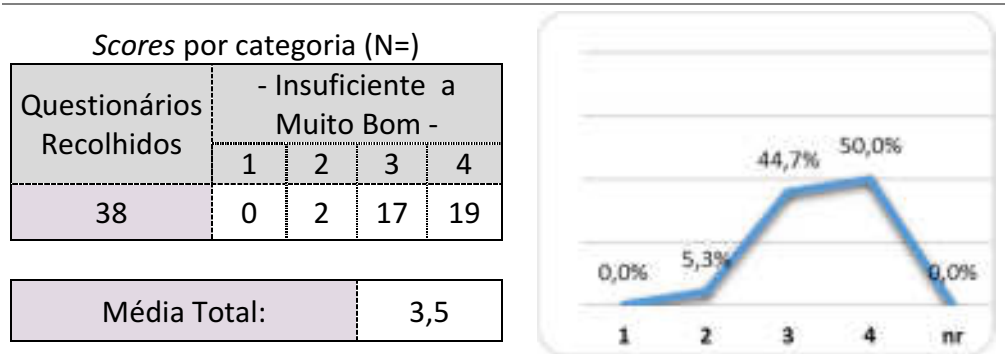 Scores por categoria (N=)
Questionários
Recolhidos
- Insuficiente a
Muito Bom -
1 2 3 4
38 0 2 17 19
Média Total: 3,5
0,0% 5,3% 44,7% 50,0% 0,0%
1 2 3 4 nr